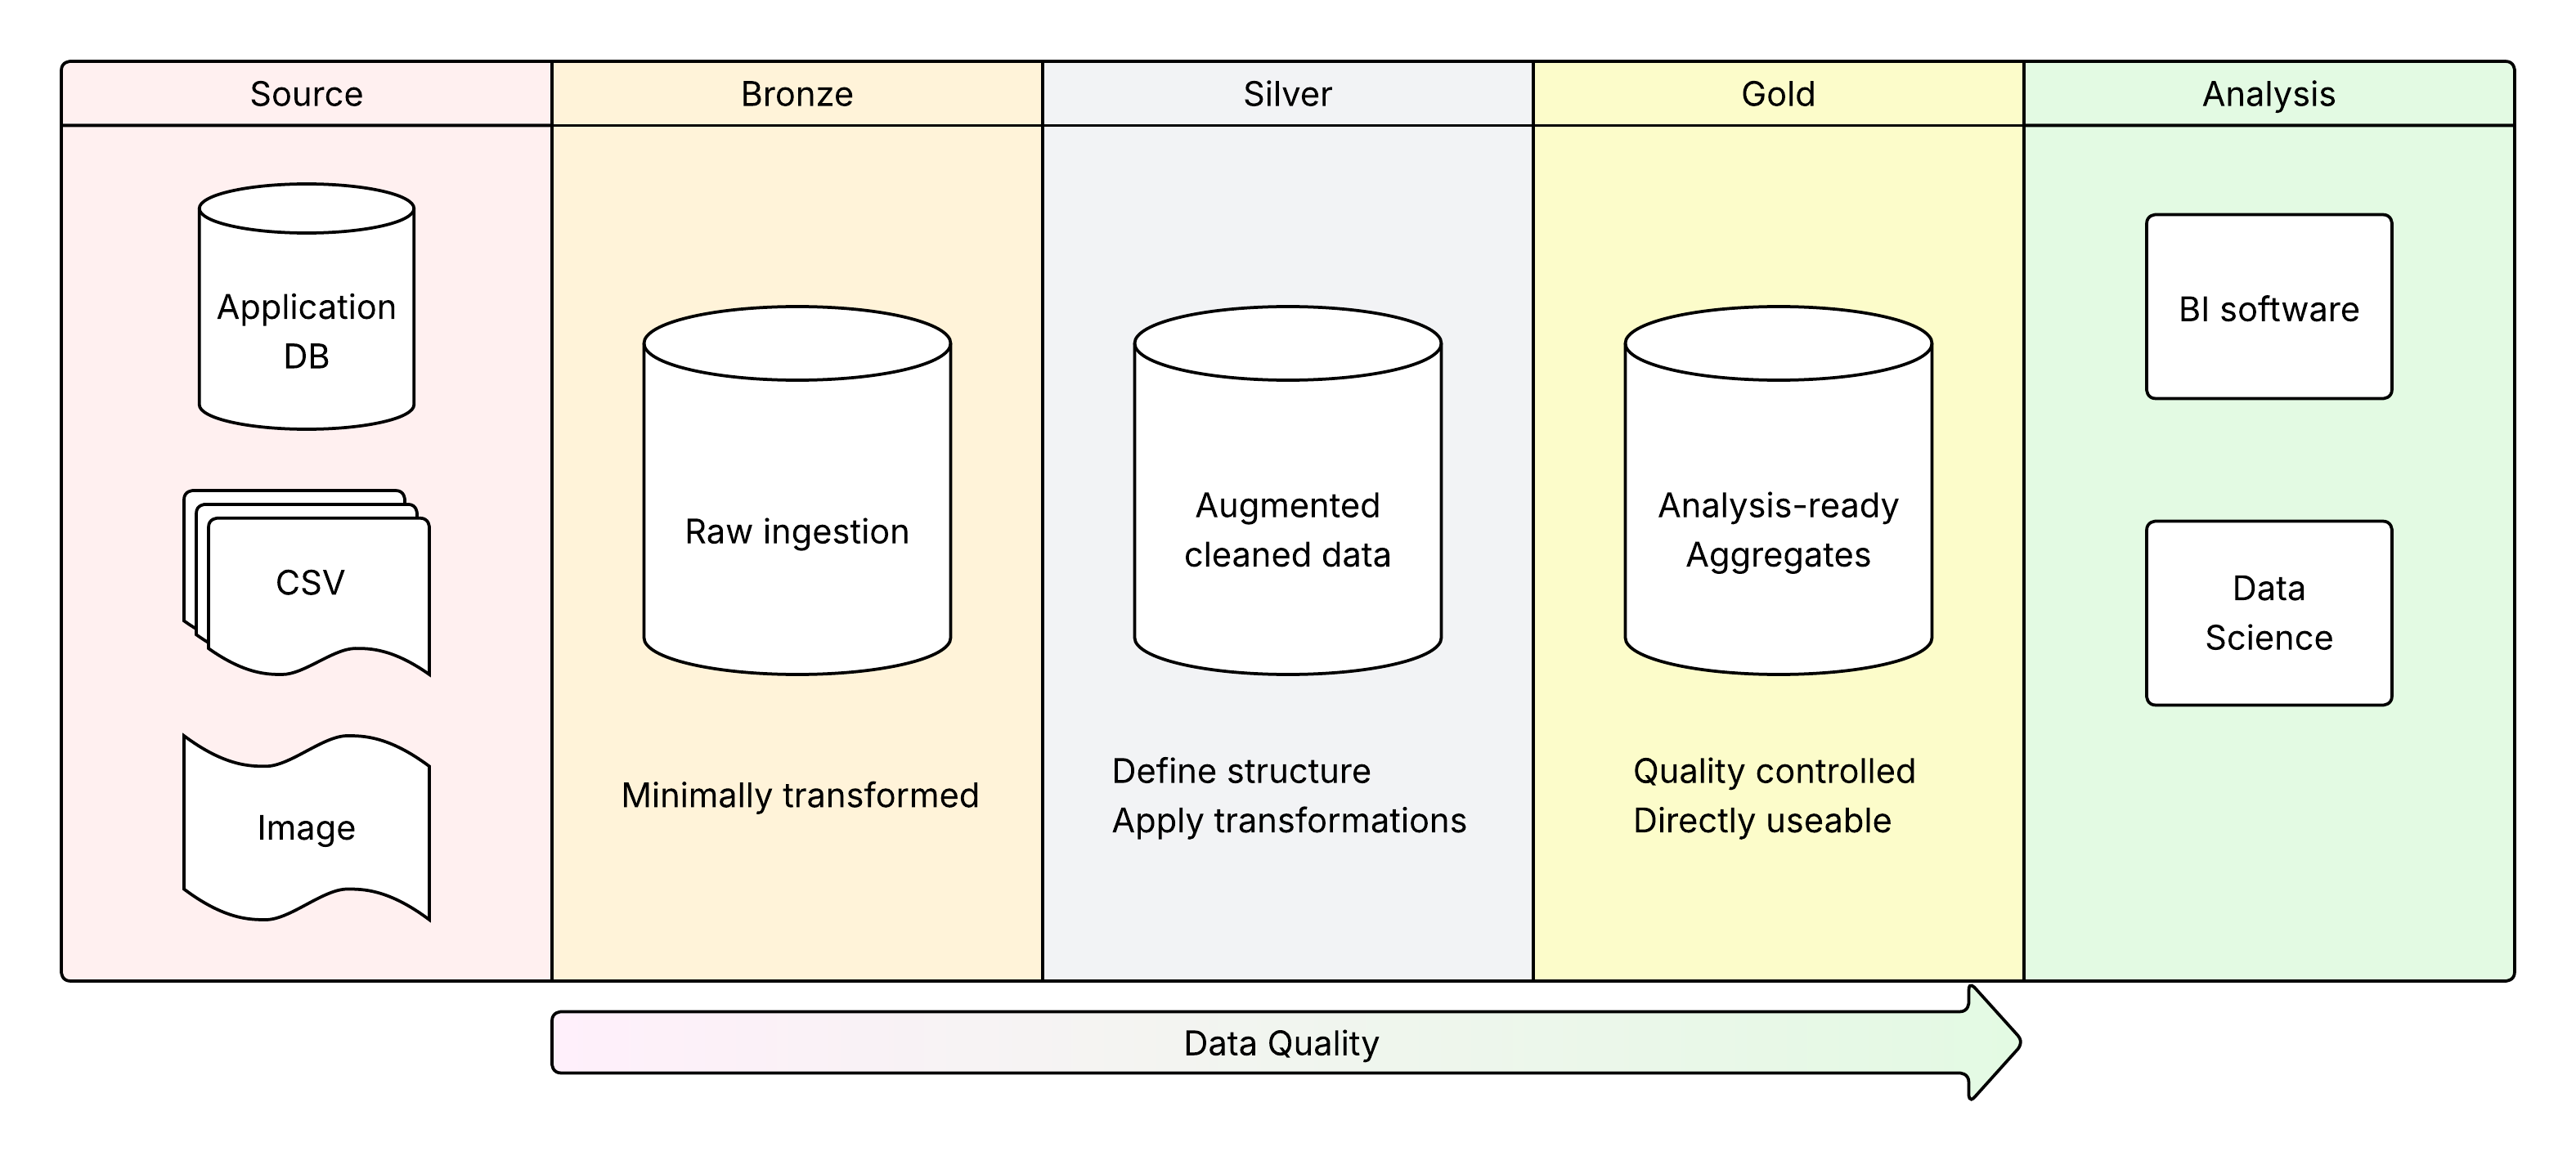 Source
Bronze
Silver
Gold
Analysis
Application
DB
CSV
Image
Raw ingestion
Minimally transformed
Augmented
cleaned data
Define structure
Apply transformations
Analysis-ready
Aggregates
Quality controlled
Directly useable
BI software
Data
Science
Data Quality